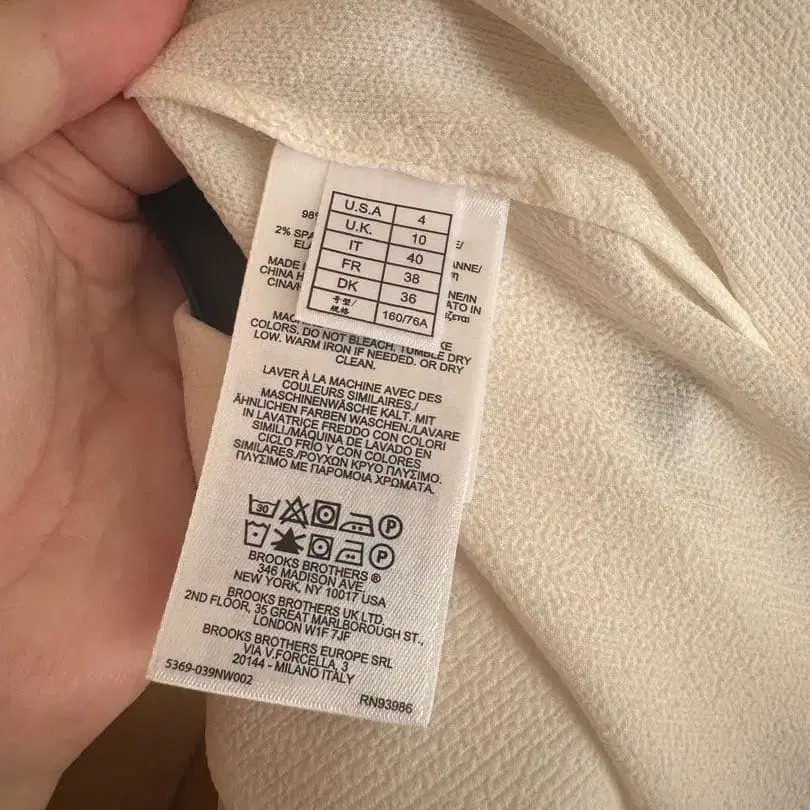 U.S.A 4
U.K. 10
IT 40
FR 38
DK 36
号型/规格 160/76A
98%
2% SPA
MADE
CHINA
COLORS. DO NOT BLEACH. TUMBLE DRY
LOW. WARM IRON IF NEEDED. OR DRY
CLEAN.
LAVER À LA MACHINE AVEC DES
COULEURS SIMILAIRES./
MASCHINENWÄSCHE KALT. MIT
ÄHNLICHEN FARBEN WASCHEN./LAVARE
IN LAVATRICE FREDDO CON COLORI
SIMILI./MÁQUINA DE LAVADO EN
CICLO FRÍO Y CON COLORES
SIMILARES./ΡΟΥΧΩΝ ΚΡΥΟ ΠΛΥΣΙΜΟ.
ΠΛΥΣΙΜΟ ΜΕ ΠΑΡΟΜΟΙΑ ΧΡΩΜΑΤΑ.
30 P
P
BROOKS BROTHERS ®
346 MADISON AVE
NEW YORK, NY 10017 USA
BROOKS BROTHERS UK LTD.
2ND FLOOR, 35 GREAT MARLBOROUGH ST.,
LONDON W1F 7JF
BROOKS BROTHERS EUROPE SRL
VIA V.FORCELLA, 3
20144 - MILANO ITALY
5369-039NW002
RN93986